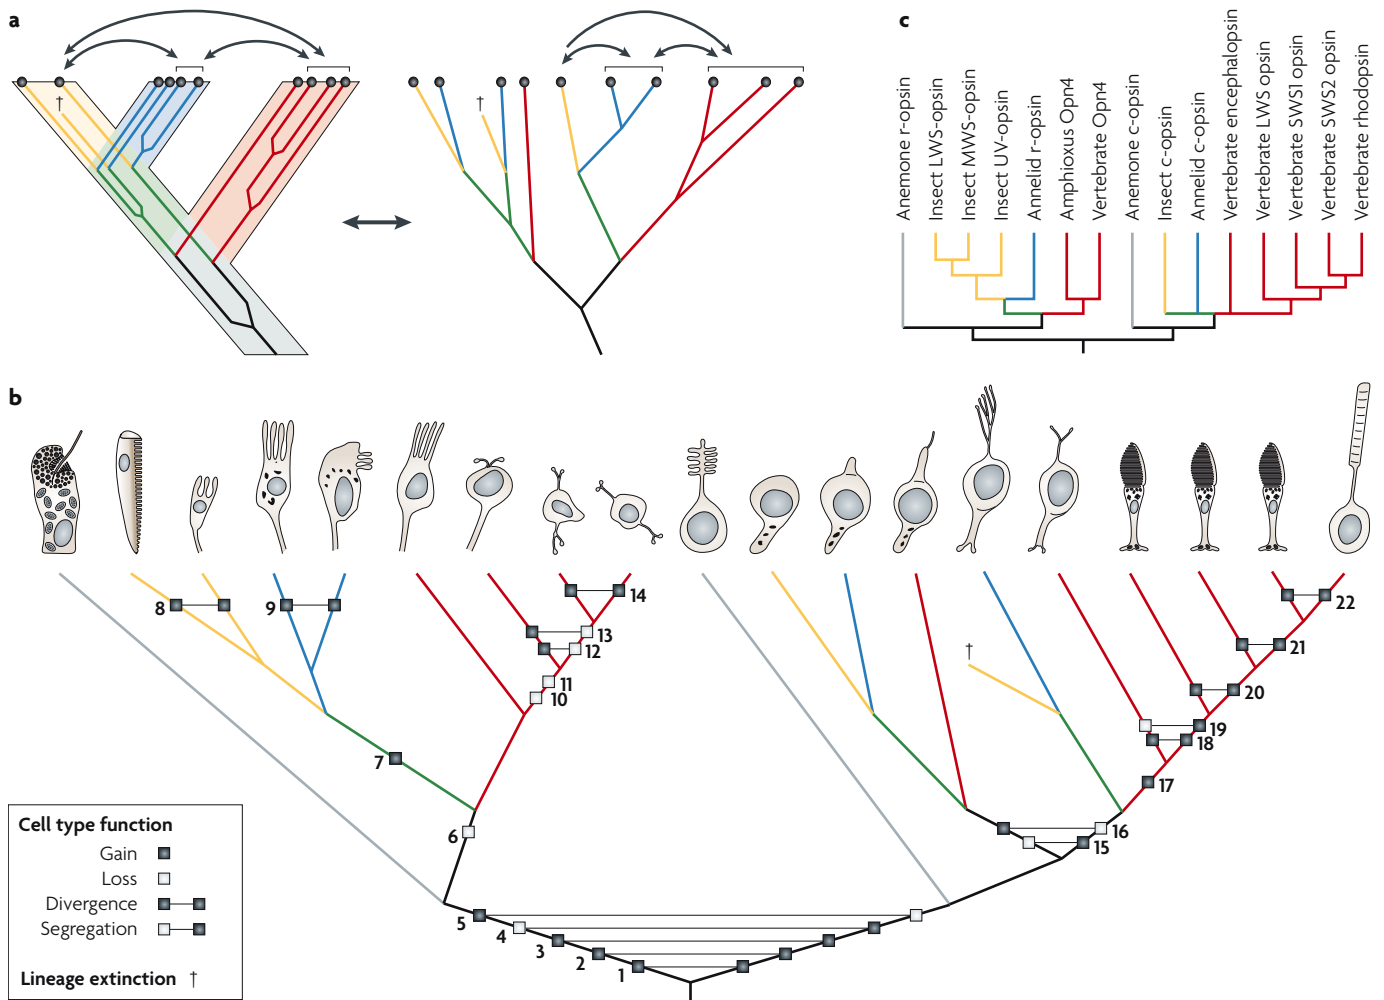 a
†
†
c
Anemone r-opsin
Insect LWS-opsin
Insect MWS-opsin
Insect UV-opsin
Annelid r-opsin
Amphioxus Opn4
Vertebrate Opn4
Anemone c-opsin
Insect c-opsin
Annelid c-opsin
Vertebrate encephalopsin
Vertebrate LWS opsin
Vertebrate SWS1 opsin
Vertebrate SWS2 opsin
Vertebrate rhodopsin
b
8
9
14
13
12
11
10
7
6
5
4
3
2
1
†
22
21
20
19
18
17
16
15
Cell type function
Gain
Loss
Divergence
Segregation
Lineage extinction †